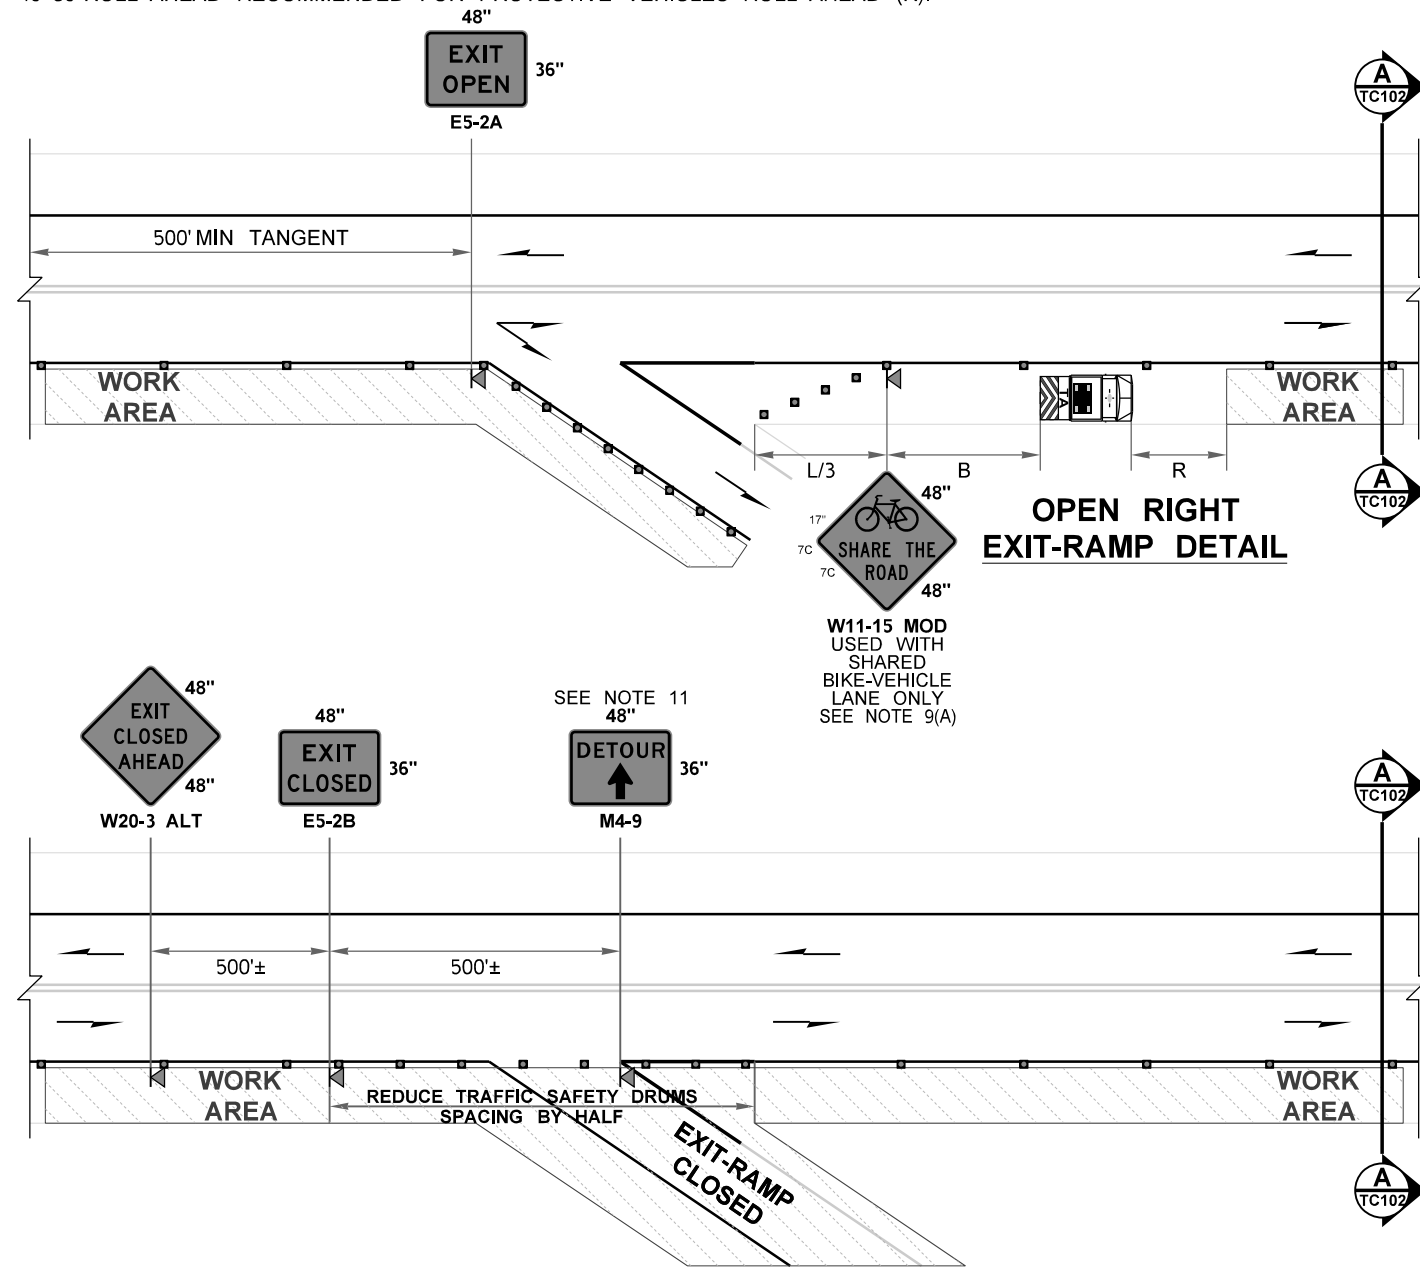 48"
EXIT
OPEN
36"
E5-2A
A
TC102
500' MIN TANGENT
WORK
AREA
WORK
AREA
L/3
B
R
A
TC102
OPEN RIGHT
EXIT-RAMP DETAIL
48"
17"
7C
7C
SHARE THE
ROAD
48"
W11-15 MOD
USED WITH
SHARED
BIKE-VEHICLE
LANE ONLY
SEE NOTE 9(A)
EXIT
CLOSED
AHEAD
48"
48"
W20-3 ALT
48"
EXIT
CLOSED
36"
E5-2B
SEE NOTE 11
48"
DETOUR
36"
M4-9
A
TC102
500'±
500'±
WORK
AREA
REDUCE TRAFFIC SAFETY DRUMS
SPACING BY HALF
WORK
AREA
EXIT-RAMP
CLOSED
A
TC102